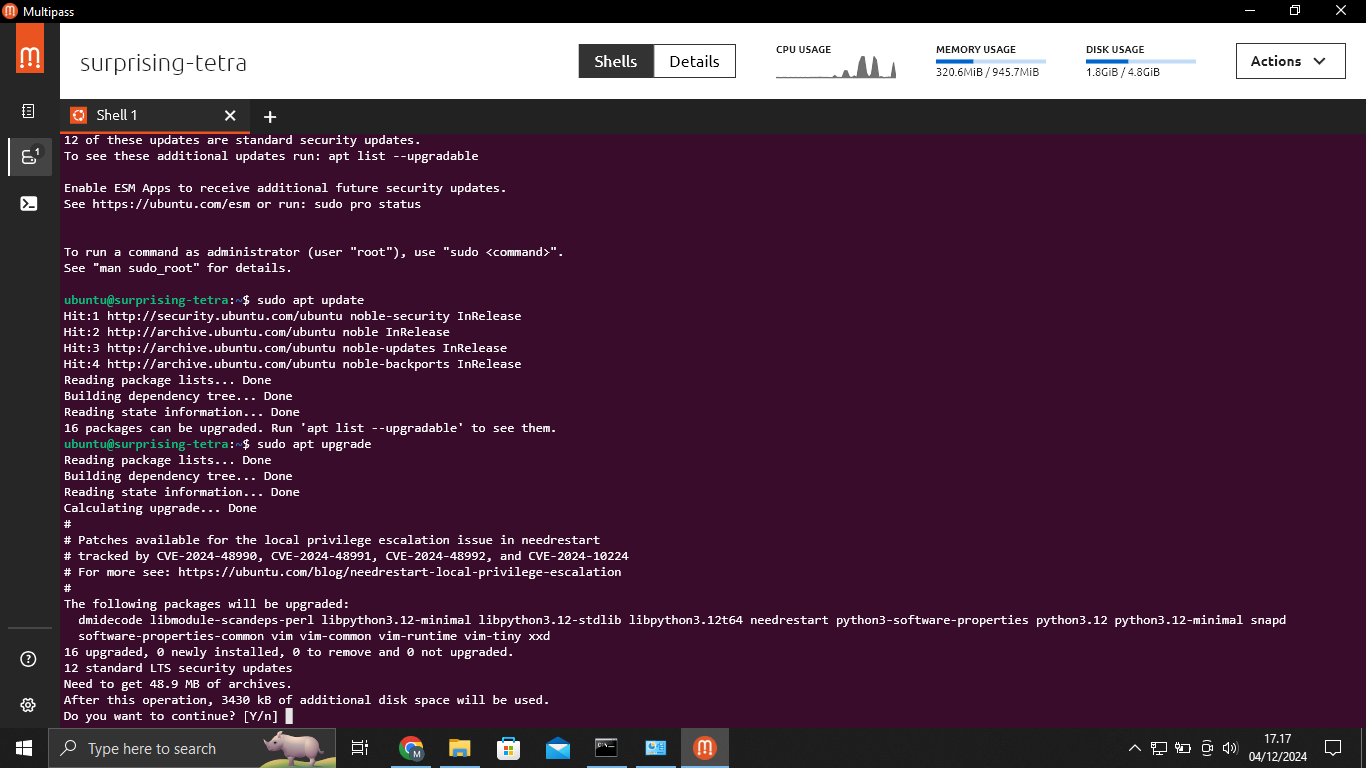 Multipass
surprising-tetra
Shells
Details
CPU USAGE
MEMORY USAGE
320.6MiB / 945.7MiB
DISK USAGE
1.8GiB / 4.8GiB
Actions
1
Shell 1
12 of these updates are standard security updates.
To see these additional updates run: apt list --upgradable
Enable ESM Apps to receive additional future security updates.
See https://ubuntu.com/esm or run: sudo pro status
To run a command as administrator (user "root"), use "sudo <command>".
See "man sudo_root" for details.
ubuntu@surprising-tetra:~$ sudo apt update
Hit:1 http://security.ubuntu.com/ubuntu noble-security InRelease
Hit:2 http://archive.ubuntu.com/ubuntu noble InRelease
Hit:3 http://archive.ubuntu.com/ubuntu noble-updates InRelease
Hit:4 http://archive.ubuntu.com/ubuntu noble-backports InRelease
Reading package lists... Done
Building dependency tree... Done
Reading state information... Done
16 packages can be upgraded. Run 'apt list --upgradable' to see them.
ubuntu@surprising-tetra:~$ sudo apt upgrade
Reading package lists... Done
Building dependency tree... Done
Reading state information... Done
Calculating upgrade... Done
#
# Patches available for the local privilege escalation issue in needrestart
# tracked by CVE-2024-48990, CVE-2024-48991, CVE-2024-48992, and CVE-2024-10224
# For more see: https://ubuntu.com/blog/needrestart-local-privilege-escalation
#
The following packages will be upgraded:
dmidecode libmodule-scandeps-perl libpython3.12-minimal libpython3.12-stdlib libpython3.12t64 needrestart python3-software-properties python3.12 python3.12-minimal snapd
software-properties-common vim vim-common vim-runtime vim-tiny xxd
16 upgraded, 0 newly installed, 0 to remove and 0 not upgraded.
12 standard LTS security updates
Need to get 48.9 MB of archives.
After this operation, 3430 kB of additional disk space will be used.
Do you want to continue? [Y/n]
Type here to search
M
17.17
04/12/2024